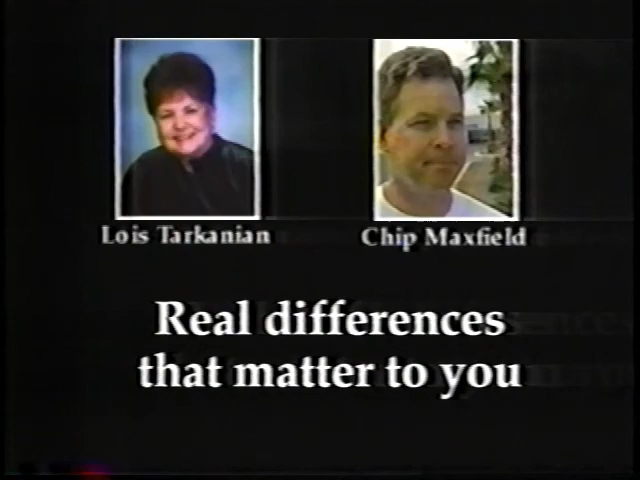 Lois Tarkanian
Chip Maxfield
Real differences
that matter to you